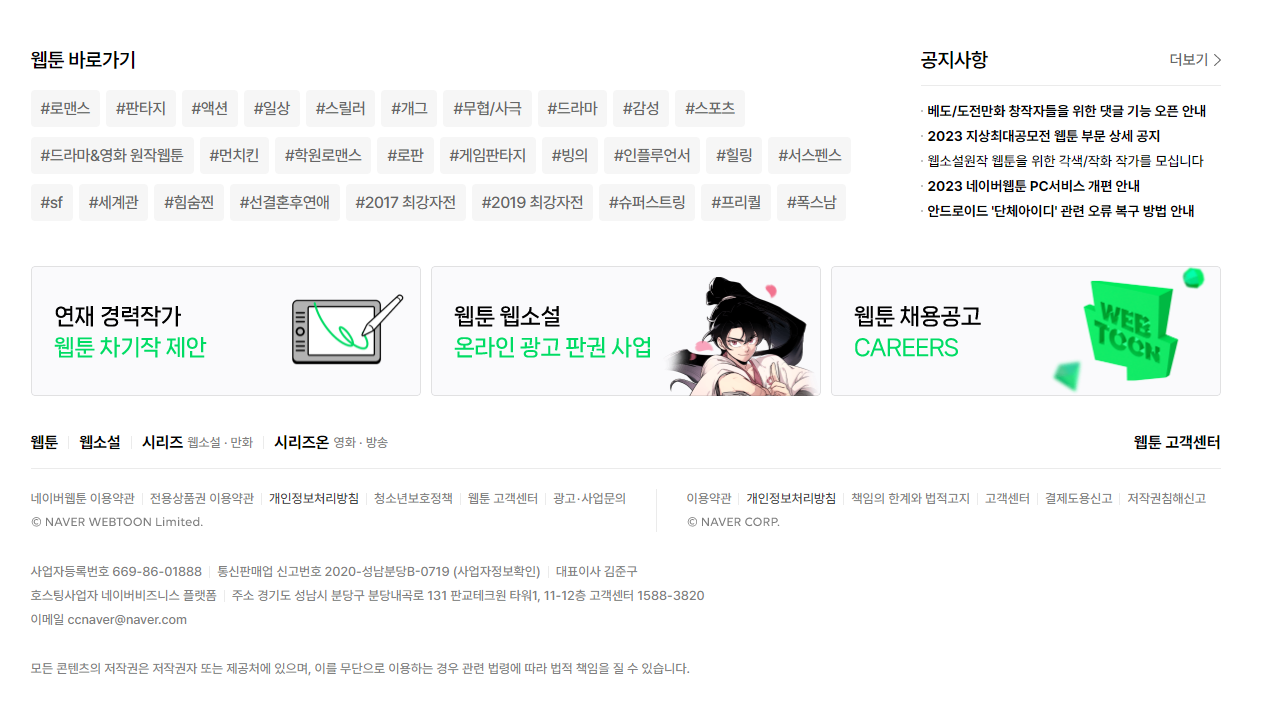 웹툰 바로가기
#로맨스 #판타지 #액션 #일상 #스릴러 #개그 #무협/사극 #드라마 #감성 #스포츠
#드라마&영화 원작웹툰 #먼치킨 #학원로맨스 #로판 #게임판타지 #빙의 #인플루언서 #힐링 #서스펜스
#sf #세계관 #힘숨찐 #선결혼후연애 #2017 최강자전 #2019 최강자전 #슈퍼스트링 #프리퀄 #폭스남
공지사항 더보기
· 베도/도전만화 창작자들을 위한 댓글 기능 오픈 안내
· 2023 지상최대공모전 웹툰 부문 상세 공지
· 웹소설원작 웹툰을 위한 각색/작화 작가를 모십니다
· 2023 네이버웹툰 PC서비스 개편 안내
· 안드로이드 '단체아이디' 관련 오류 복구 방법 안내
연재 경력작가
웹툰 차기작 제안
웹툰 웹소설
온라인 광고 판권 사업
웹툰 채용공고
CAREERS
WEB
TOON
웹툰 웹소설 시리즈 웹소설 · 만화 시리즈온 영화 · 방송 웹툰 고객센터
네이버웹툰 이용약관 전용상품권 이용약관 개인정보처리방침 청소년보호정책 웹툰 고객센터 광고·사업문의
© NAVER WEBTOON Limited.
이용약관 개인정보처리방침 책임의 한계와 법적고지 고객센터 결제도용신고 저작권침해신고
© NAVER CORP.
사업자등록번호 669-86-01888 통신판매업 신고번호 2020-성남분당B-0719 (사업자정보확인) 대표이사 김준구
호스팅사업자 네이버비즈니스 플랫폼 주소 경기도 성남시 분당구 분당내곡로 131 판교테크원 타워1, 11-12층 고객센터 1588-3820
이메일 ccnaver@naver.com
모든 콘텐츠의 저작권은 저작권자 또는 제공처에 있으며, 이를 무단으로 이용하는 경우 관련 법령에 따라 법적 책임을 질 수 있습니다.